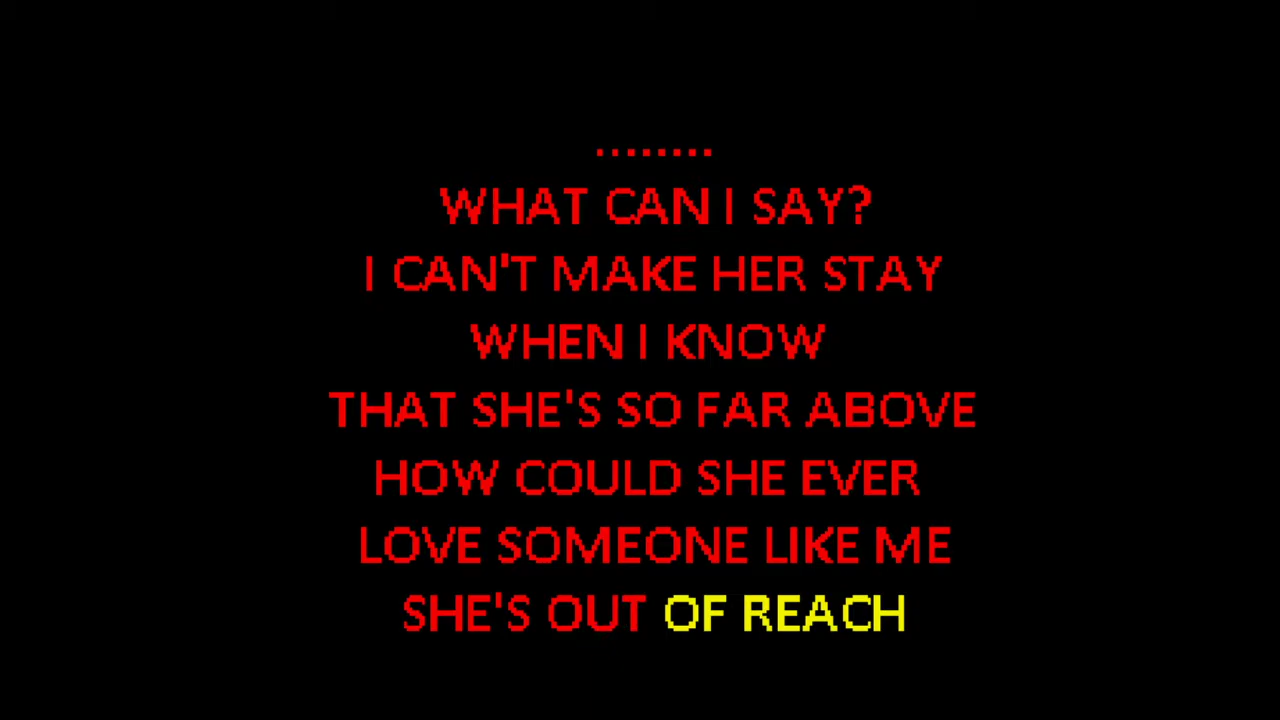 ........
WHAT CAN I SAY?
I CAN'T MAKE HER STAY
WHEN I KNOW
THAT SHE'S SO FAR ABOVE
HOW COULD SHE EVER
LOVE SOMEONE LIKE ME
SHE'S OUT OF REACH